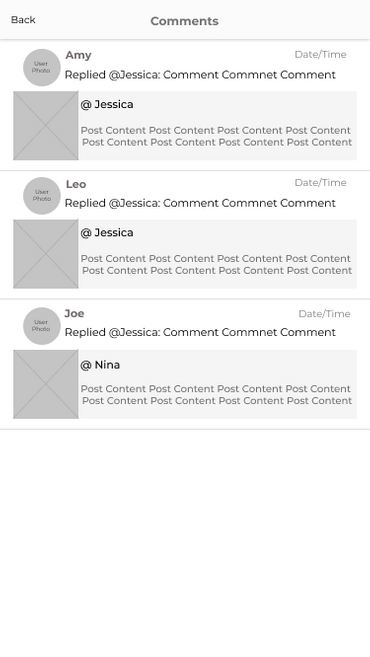 Back
Comments
User
Photo
Amy
Date/Time
Replied @Jessica: Comment Commnet Comment
@ Jessica
Post Content Post Content Post Content Post Content
Post Content Post Content Post Content Post Content
User
Photo
Leo
Date/Time
Replied @Jessica: Comment Commnet Comment
@ Jessica
Post Content Post Content Post Content Post Content
Post Content Post Content Post Content Post Content
User
Photo
Joe
Date/Time
Replied @Jessica: Comment Commnet Comment
@ Nina
Post Content Post Content Post Content Post Content
Post Content Post Content Post Content Post Content